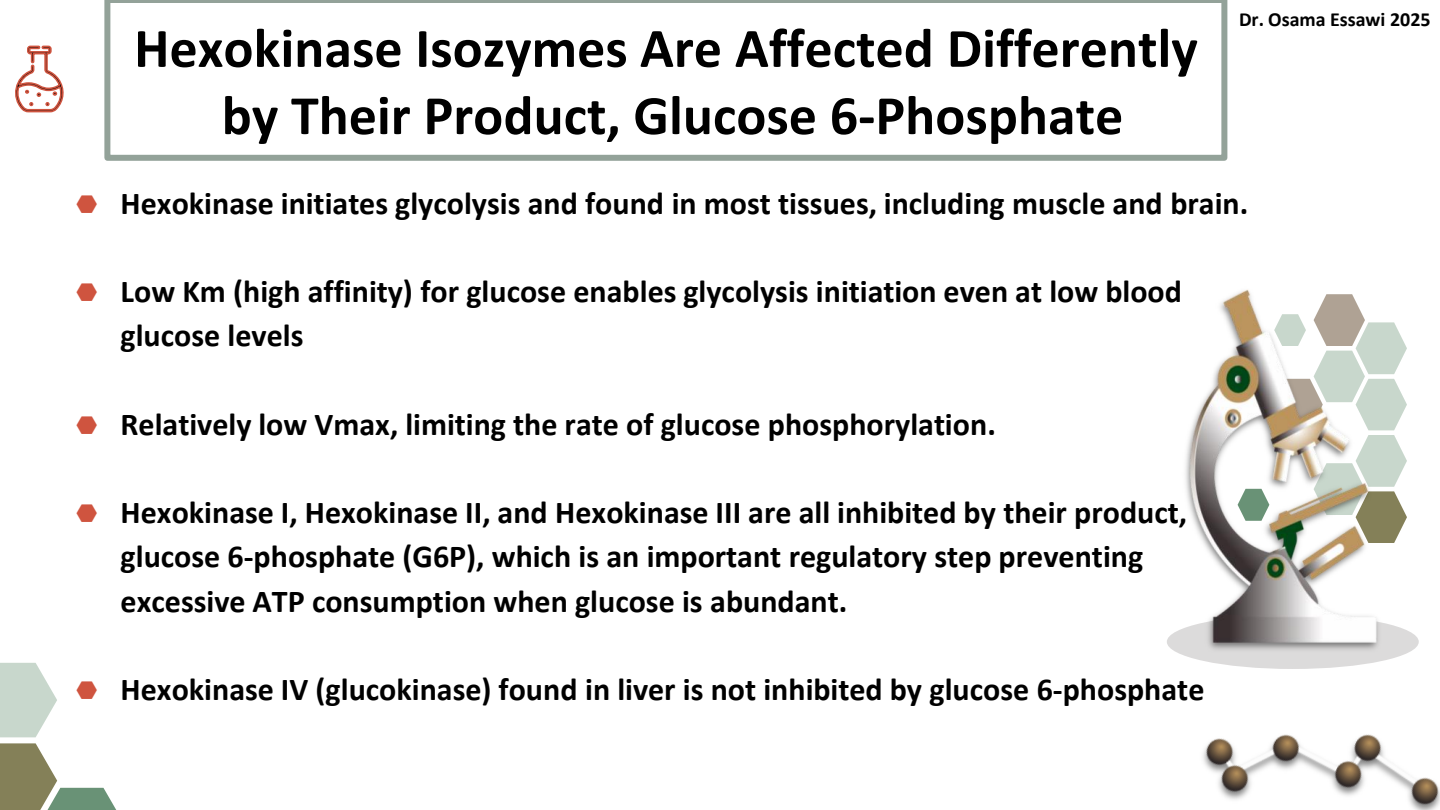 Dr. Osama Essawi 2025
Hexokinase Isozymes Are Affected Differently
by Their Product, Glucose 6-Phosphate
Hexokinase initiates glycolysis and found in most tissues, including muscle and brain.
Low Km (high affinity) for glucose enables glycolysis initiation even at low blood
glucose levels
Relatively low Vmax, limiting the rate of glucose phosphorylation.
Hexokinase I, Hexokinase II, and Hexokinase III are all inhibited by their product,
glucose 6-phosphate (G6P), which is an important regulatory step preventing
excessive ATP consumption when glucose is abundant.
Hexokinase IV (glucokinase) found in liver is not inhibited by glucose 6-phosphate